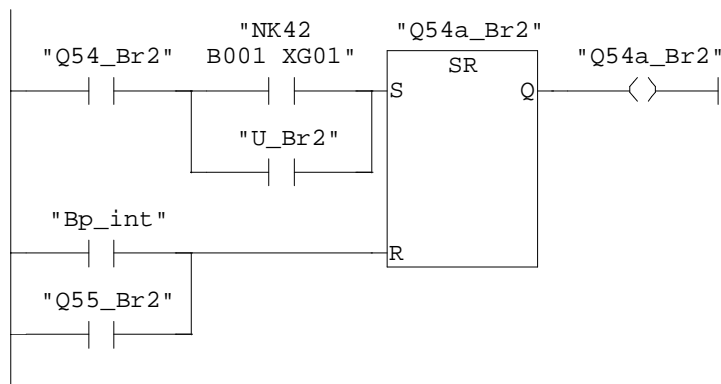 "NK42
"Q54a_Br2"
"Q54_Br2"
B001 XG01"
"Q54a_Br2"
SR
S
Q
"U_Br2"
"Bp_int"
R
"Q55_Br2"